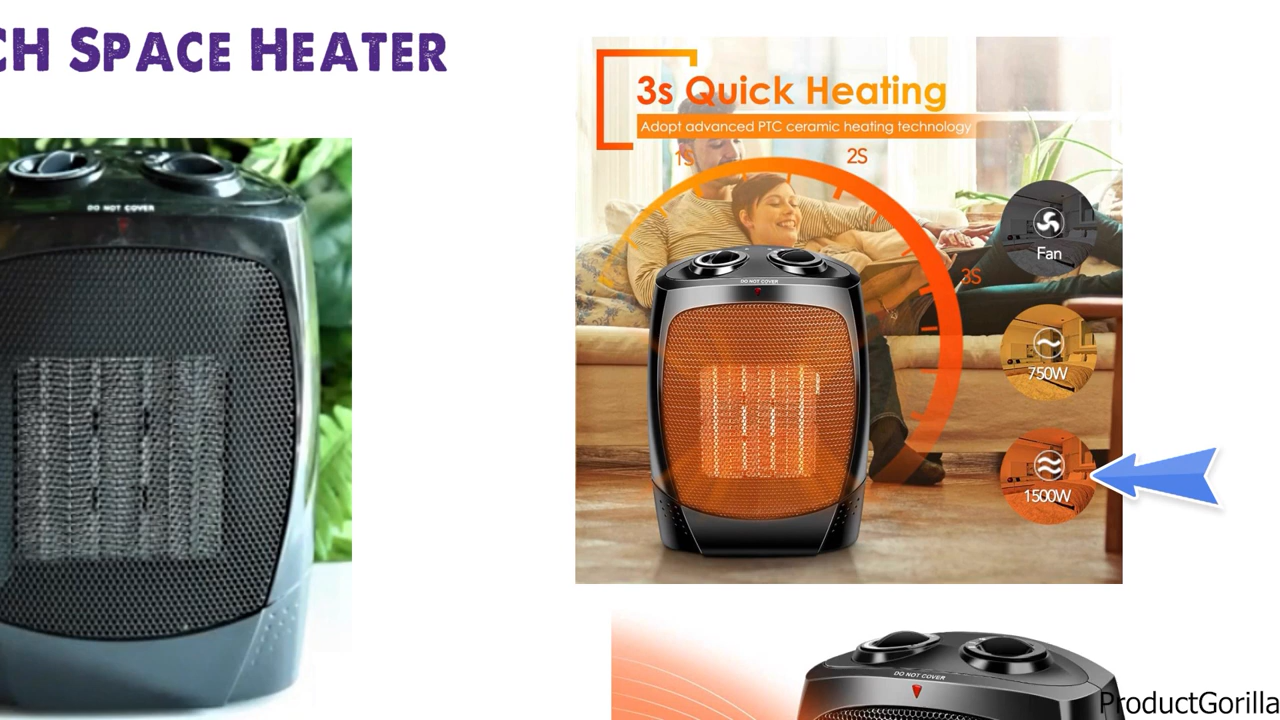 CH SPACE HEATER
DO NOT COVER
3s Quick Heating
Adopt advanced PTC ceramic heating technology
1S
2S
3S
DO NOT COVER
Fan
750W
1500W
DO NOT COVER
ProductGorilla